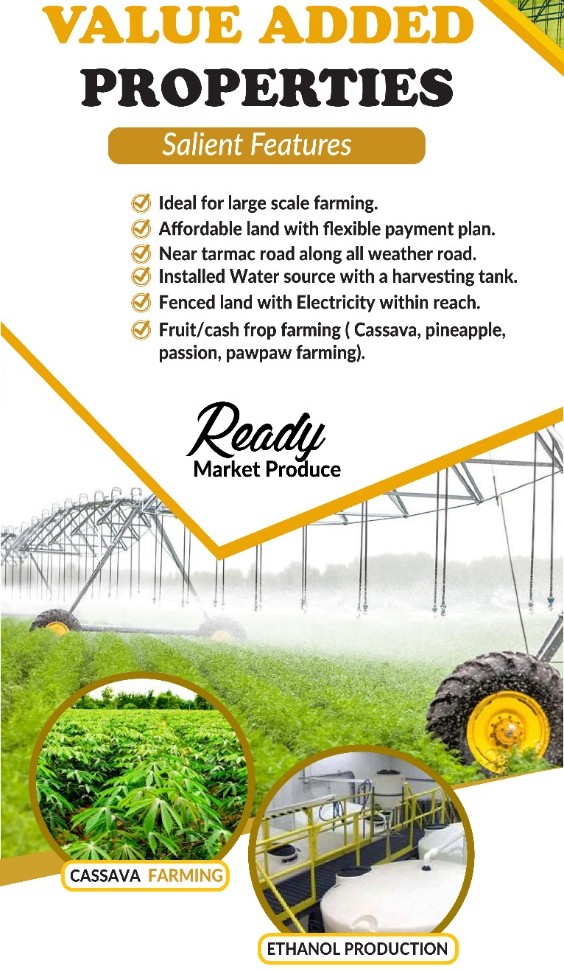 VALUE ADDED
PROPERTIES
Salient Features
Ideal for large scale farming.
Affordable land with flexible payment plan.
Near tarmac road along all weather road.
Installed Water source with a harvesting tank.
Fenced land with Electricity within reach.
Fruit/cash frop farming ( Cassava, pineapple,
passion, pawpaw farming).
Ready
Market Produce
CASSAVA FARMING
ETHANOL PRODUCTION